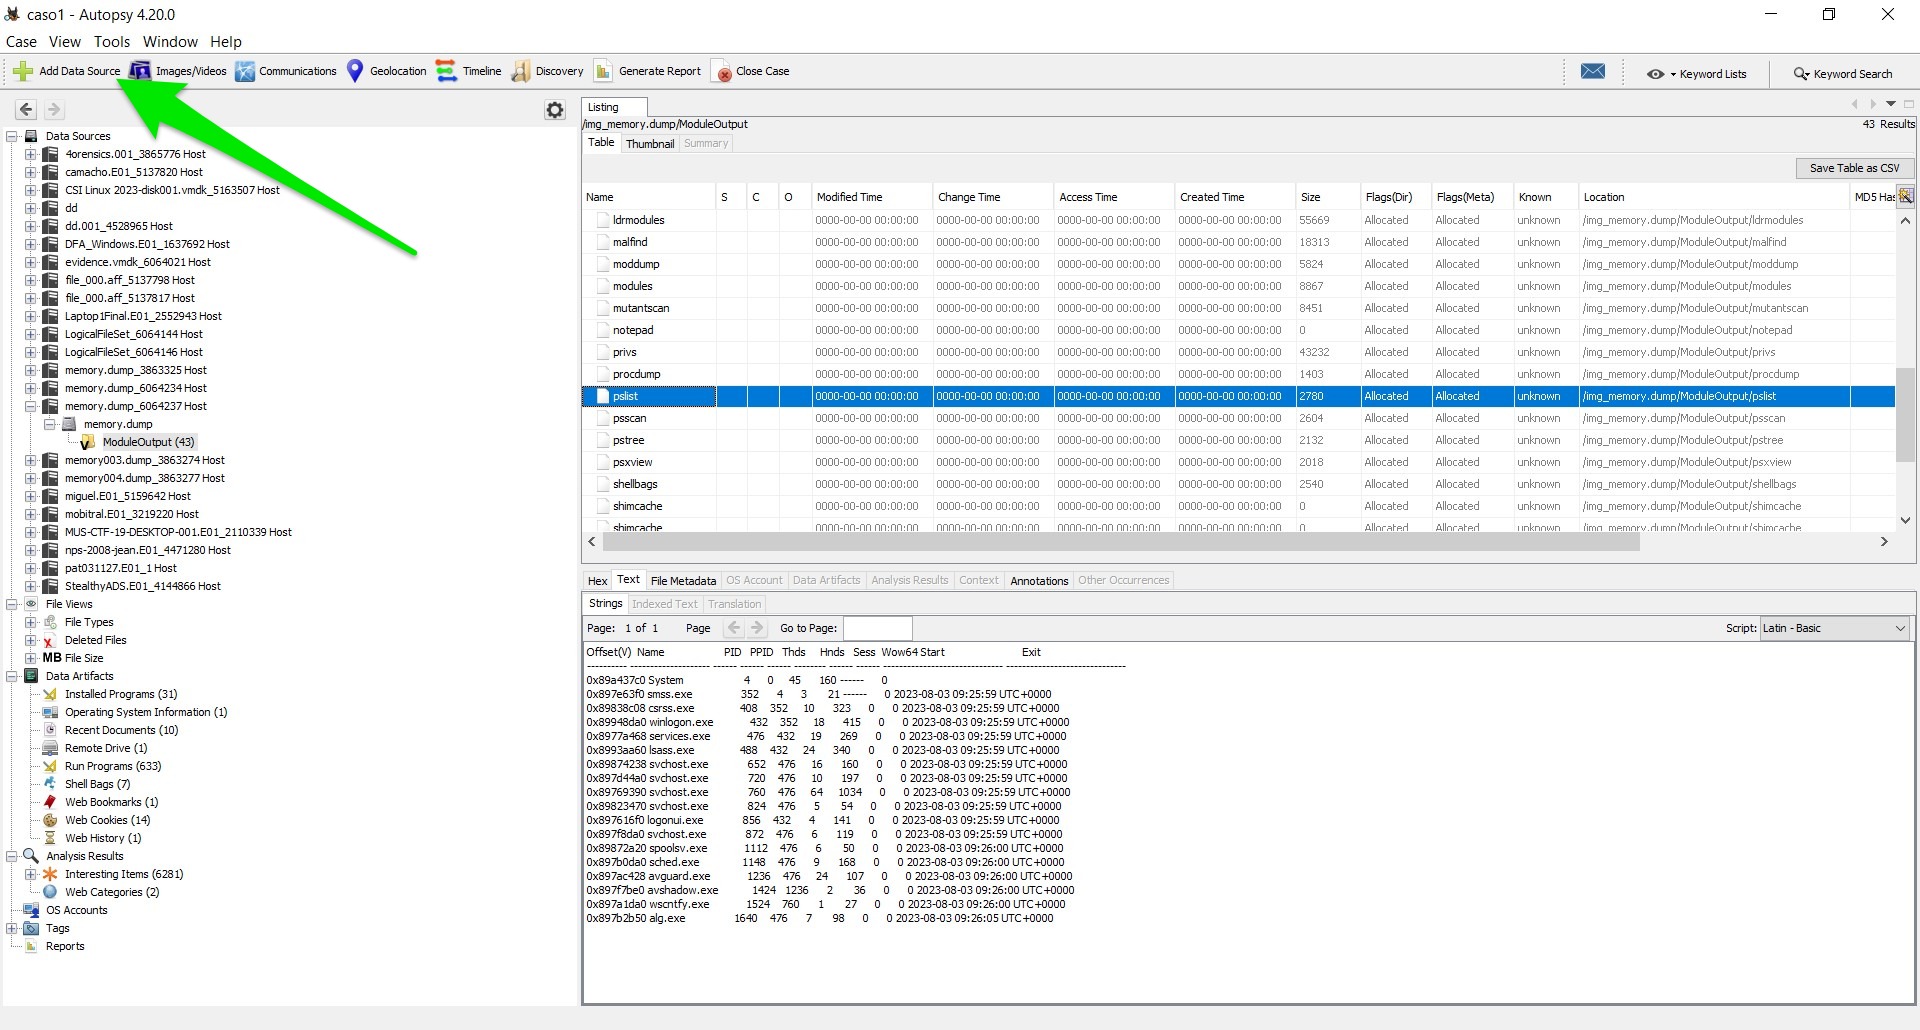 caso1 - Autopsy 4.20.0
Case View Tools Window Help
Add Data Source Images/Videos Communications Geolocation Timeline Discovery Generate Report Close Case Keyword Lists Keyword Search
Data Sources
4orensics.001_3865776 Host
camacho.E01_5137820 Host
CSI Linux 2023-disk001.vmdk_5163507 Host
dd
dd.001_4528965 Host
DFA_Windows.E01_1637692 Host
evidence.vmdk_6064021 Host
file_000.aff_5137798 Host
file_000.aff_5137817 Host
Laptop1Final.E01_2552943 Host
LogicalFileSet_6064144 Host
LogicalFileSet_6064146 Host
memory.dump_3863325 Host
memory.dump_6064234 Host
memory.dump_6064237 Host
memory.dump
ModuleOutput (43)
memory003.dump_3863274 Host
memory004.dump_3863277 Host
miguel.E01_5159642 Host
mobitral.E01_3219220 Host
MUS-CTF-19-DESKTOP-001.E01_2110339 Host
nps-2008-jean.E01_4471280 Host
pat031127.E01_1 Host
StealthyADS.E01_4144866 Host
File Views
File Types
Deleted Files
MB File Size
Data Artifacts
Installed Programs (31)
Operating System Information (1)
Recent Documents (10)
Remote Drive (1)
Run Programs (633)
Shell Bags (7)
Web Bookmarks (1)
Web Cookies (14)
Web History (1)
Analysis Results
Interesting Items (6281)
Web Categories (2)
OS Accounts
Tags
Reports
Listing
/img_memory.dump/ModuleOutput 43 Results
Table Thumbnail Summary
Save Table as CSV
Name S C O Modified Time Change Time Access Time Created Time Size Flags(Dir) Flags(Meta) Known Location MD5 Has
ldrmodules 0000-00-00 00:00:00 0000-00-00 00:00:00 0000-00-00 00:00:00 0000-00-00 00:00:00 55669 Allocated Allocated unknown /img_memory.dump/ModuleOutput/ldrmodules
malfind 0000-00-00 00:00:00 0000-00-00 00:00:00 0000-00-00 00:00:00 0000-00-00 00:00:00 18313 Allocated Allocated unknown /img_memory.dump/ModuleOutput/malfind
moddump 0000-00-00 00:00:00 0000-00-00 00:00:00 0000-00-00 00:00:00 0000-00-00 00:00:00 5824 Allocated Allocated unknown /img_memory.dump/ModuleOutput/moddump
modules 0000-00-00 00:00:00 0000-00-00 00:00:00 0000-00-00 00:00:00 0000-00-00 00:00:00 8867 Allocated Allocated unknown /img_memory.dump/ModuleOutput/modules
mutantscan 0000-00-00 00:00:00 0000-00-00 00:00:00 0000-00-00 00:00:00 0000-00-00 00:00:00 8451 Allocated Allocated unknown /img_memory.dump/ModuleOutput/mutantscan
notepad 0000-00-00 00:00:00 0000-00-00 00:00:00 0000-00-00 00:00:00 0000-00-00 00:00:00 0 Allocated Allocated unknown /img_memory.dump/ModuleOutput/notepad
privs 0000-00-00 00:00:00 0000-00-00 00:00:00 0000-00-00 00:00:00 0000-00-00 00:00:00 43232 Allocated Allocated unknown /img_memory.dump/ModuleOutput/privs
procdump 0000-00-00 00:00:00 0000-00-00 00:00:00 0000-00-00 00:00:00 0000-00-00 00:00:00 1403 Allocated Allocated unknown /img_memory.dump/ModuleOutput/procdump
pslist 0000-00-00 00:00:00 0000-00-00 00:00:00 0000-00-00 00:00:00 0000-00-00 00:00:00 2780 Allocated Allocated unknown /img_memory.dump/ModuleOutput/pslist
psscan 0000-00-00 00:00:00 0000-00-00 00:00:00 0000-00-00 00:00:00 0000-00-00 00:00:00 2604 Allocated Allocated unknown /img_memory.dump/ModuleOutput/psscan
pstree 0000-00-00 00:00:00 0000-00-00 00:00:00 0000-00-00 00:00:00 0000-00-00 00:00:00 2132 Allocated Allocated unknown /img_memory.dump/ModuleOutput/pstree
psxview 0000-00-00 00:00:00 0000-00-00 00:00:00 0000-00-00 00:00:00 0000-00-00 00:00:00 2018 Allocated Allocated unknown /img_memory.dump/ModuleOutput/psxview
shellbags 0000-00-00 00:00:00 0000-00-00 00:00:00 0000-00-00 00:00:00 0000-00-00 00:00:00 2540 Allocated Allocated unknown /img_memory.dump/ModuleOutput/shellbags
shimcache 0000-00-00 00:00:00 0000-00-00 00:00:00 0000-00-00 00:00:00 0000-00-00 00:00:00 0 Allocated Allocated unknown /img_memory.dump/ModuleOutput/shimcache
shimcache 0000-00-00 00:00:00 0000-00-00 00:00:00 0000-00-00 00:00:00 0000-00-00 00:00:00 0 Allocated Allocated unknown /img_memory.dump/ModuleOutput/shimcache
Hex Text File Metadata OS Account Data Artifacts Analysis Results Context Annotations Other Occurrences
Strings Indexed Text Translation
Page: 1 of 1 Page Go to Page: Script: Latin - Basic
Offset(V) Name PID PPID Thds Hnds Sess Wow64 Start Exit
---------- -------------------- ------ ------ ------ -------- ------ ------ ------------------------------ ------------------------------
0x89a437c0 System 4 0 45 160 ------ 0
0x897e63f0 smss.exe 352 4 3 21 ------ 0 2023-08-03 09:25:59 UTC+0000
0x89838c08 csrss.exe 408 352 10 323 0 0 2023-08-03 09:25:59 UTC+0000
0x89948da0 winlogon.exe 432 352 18 415 0 0 2023-08-03 09:25:59 UTC+0000
0x8977a468 services.exe 476 432 19 269 0 0 2023-08-03 09:25:59 UTC+0000
0x8993aa60 lsass.exe 488 432 24 340 0 0 2023-08-03 09:25:59 UTC+0000
0x89874238 svchost.exe 652 476 16 160 0 0 2023-08-03 09:25:59 UTC+0000
0x897d44a0 svchost.exe 720 476 10 197 0 0 2023-08-03 09:25:59 UTC+0000
0x89769390 svchost.exe 760 476 64 1034 0 0 2023-08-03 09:25:59 UTC+0000
0x89823470 svchost.exe 824 476 5 54 0 0 2023-08-03 09:25:59 UTC+0000
0x897616f0 logonui.exe 856 432 4 141 0 0 2023-08-03 09:25:59 UTC+0000
0x897f8da0 svchost.exe 872 476 6 119 0 0 2023-08-03 09:25:59 UTC+0000
0x89872a20 spoolsv.exe 1112 476 6 50 0 0 2023-08-03 09:26:00 UTC+0000
0x897b0da0 sched.exe 1148 476 9 168 0 0 2023-08-03 09:26:00 UTC+0000
0x897ac428 avguard.exe 1236 476 24 107 0 0 2023-08-03 09:26:00 UTC+0000
0x897f7be0 avshadow.exe 1424 1236 2 36 0 0 2023-08-03 09:26:00 UTC+0000
0x897a1da0 wscntfy.exe 1524 760 1 27 0 0 2023-08-03 09:26:00 UTC+0000
0x897b2b50 alg.exe 1640 476 7 98 0 0 2023-08-03 09:26:05 UTC+0000